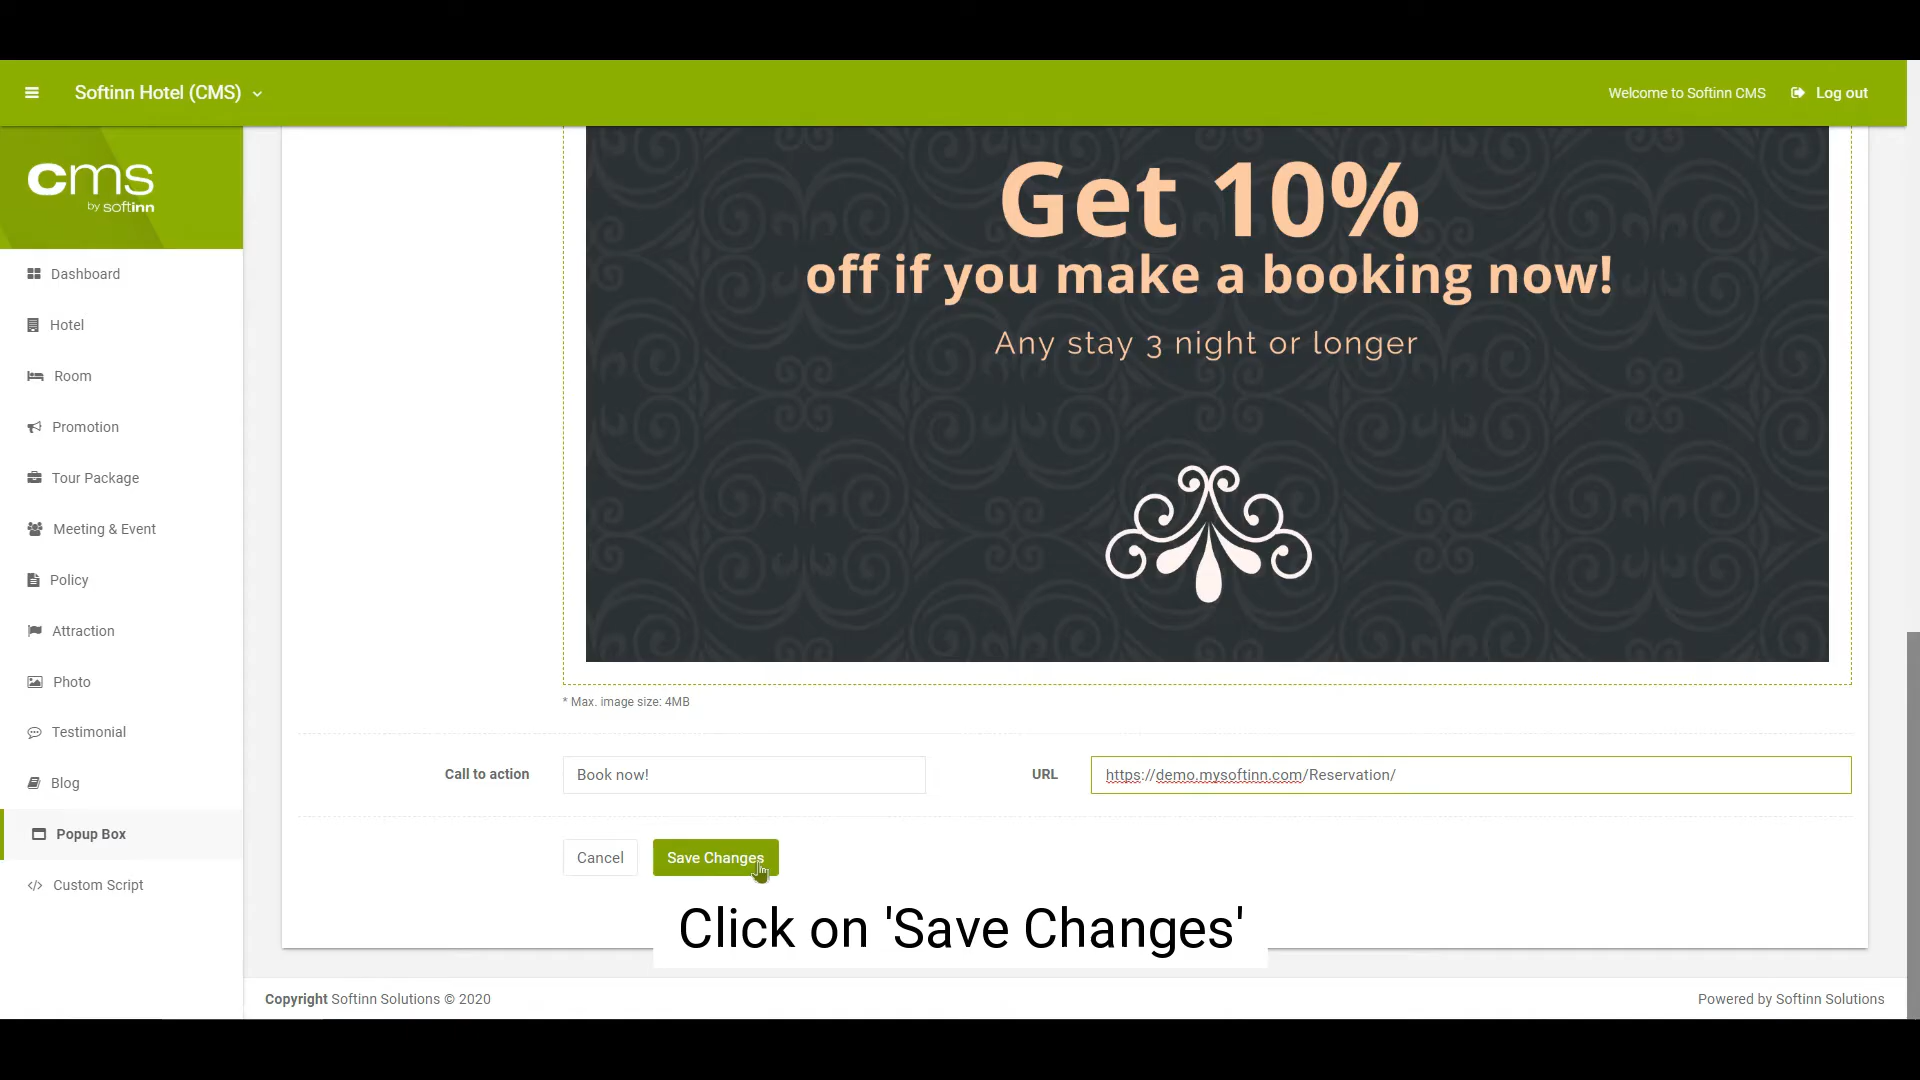 Softinn Hotel (CMS)
Welcome to Softinn CMS
Log out
cms
by softinn
Dashboard
Hotel
Room
Promotion
Tour Package
Meeting & Event
Policy
Attraction
Photo
Testimonial
Blog
Popup Box
Custom Script
Get 10%
off if you make a booking now!
Any stay 3 night or longer
* Max. image size: 4MB
Call to action
Book now!
URL
https://demo.mysoftinn.com/Reservation/
Cancel
Save Changes
Click on 'Save Changes'
Copyright Softinn Solutions © 2020
Powered by Softinn Solutions